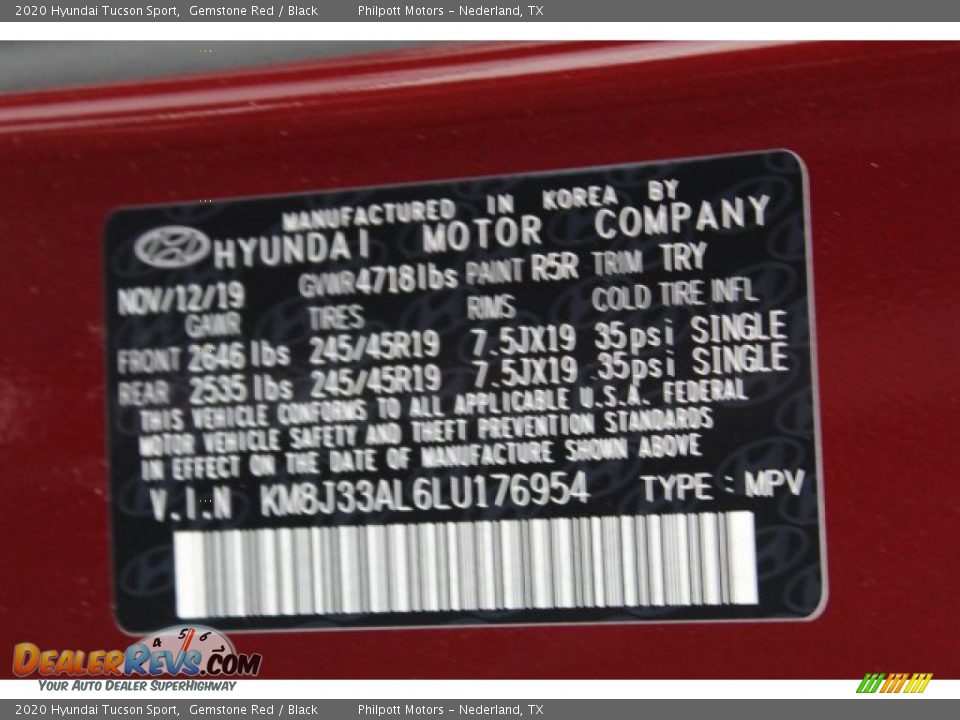 2020 Hyundai Tucson Sport, Gemstone Red / Black Philpott Motors - Nederland, TX
MANUFACTURED IN KOREA BY
HYUNDAI MOTOR COMPANY
NOV/12/19 GVWR 4718lbs PAINT R5R TRIM TRY
GAWR TIRES RIMS COLD TIRE INFL
FRONT 2646 lbs 245/45R19 7.5JX19 35psi SINGLE
REAR 2535 lbs 245/45R19 7.5JX19 35psi SINGLE
THIS VEHICLE CONFORMS TO ALL APPLICABLE U.S.A. FEDERAL
MOTOR VEHICLE SAFETY AND THEFT PREVENTION STANDARDS
IN EFFECT ON THE DATE OF MANUFACTURE SHOWN ABOVE
V.I.N KM8J33AL6LU176954 TYPE : MPV
4 5 6
DEALERREVS.COM
YOUR AUTO DEALER SUPERHIGHWAY
2020 Hyundai Tucson Sport, Gemstone Red / Black Philpott Motors - Nederland, TX